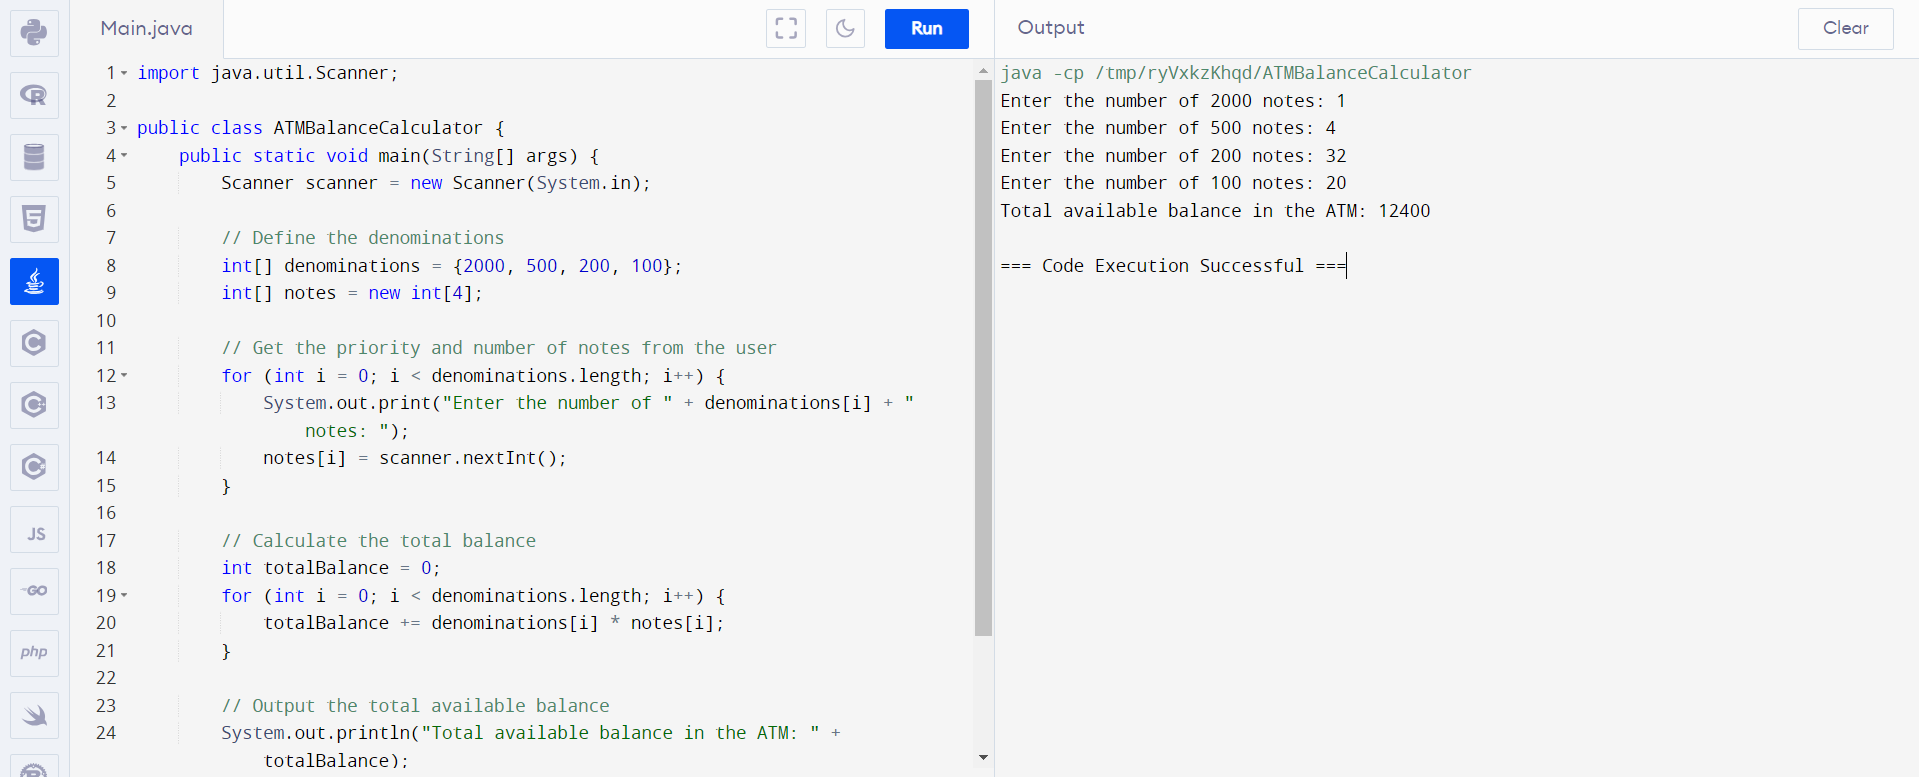 Main.java
Run
Output
Clear
1 import java.util.Scanner;
2
3 public class ATMBalanceCalculator {
4 public static void main(String[] args) {
5 Scanner scanner = new Scanner(System.in);
6
7 // Define the denominations
8 int[] denominations = {2000, 500, 200, 100};
9 int[] notes = new int[4];
10
11 // Get the priority and number of notes from the user
12 for (int i = 0; i < denominations.length; i++) {
13 System.out.print("Enter the number of " + denominations[i] + "
notes: ");
14 notes[i] = scanner.nextInt();
15 }
16
17 // Calculate the total balance
18 int totalBalance = 0;
19 for (int i = 0; i < denominations.length; i++) {
20 totalBalance += denominations[i] * notes[i];
21 }
22
23 // Output the total available balance
24 System.out.println("Total available balance in the ATM: " +
totalBalance);
java -cp /tmp/ryVxkzKhqd/ATMBalanceCalculator
Enter the number of 2000 notes: 1
Enter the number of 500 notes: 4
Enter the number of 200 notes: 32
Enter the number of 100 notes: 20
Total available balance in the ATM: 12400
=== Code Execution Successful ===
R
5
C
C
C
JS
GO
php